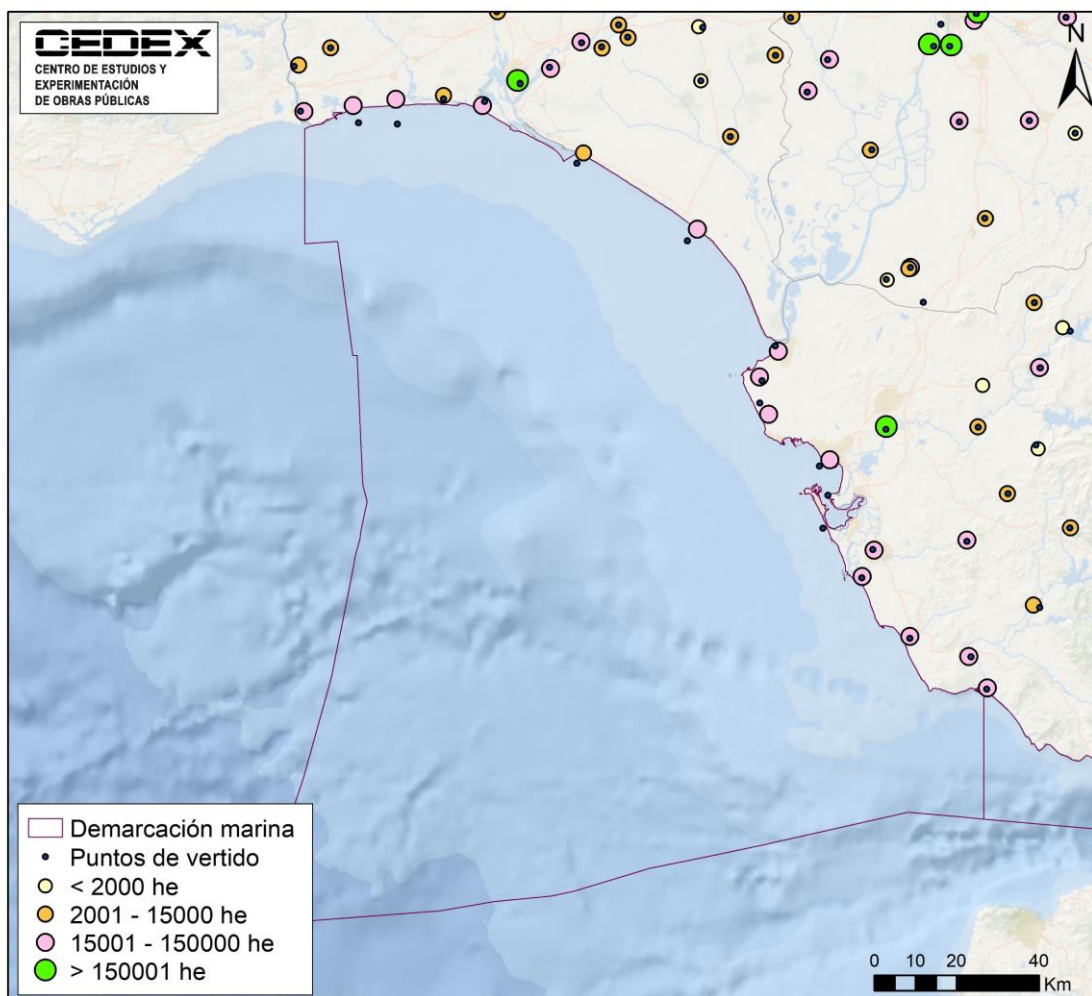 CEDEX
CENTRO DE ESTUDIOS Y
EXPERIMENTACIÓN
DE OBRAS PÚBLICAS
N
Demarcación marina
Puntos de vertido
< 2000 he
2001 - 15000 he
15001 - 150000 he
> 150001 he
0 10 20 40
Km